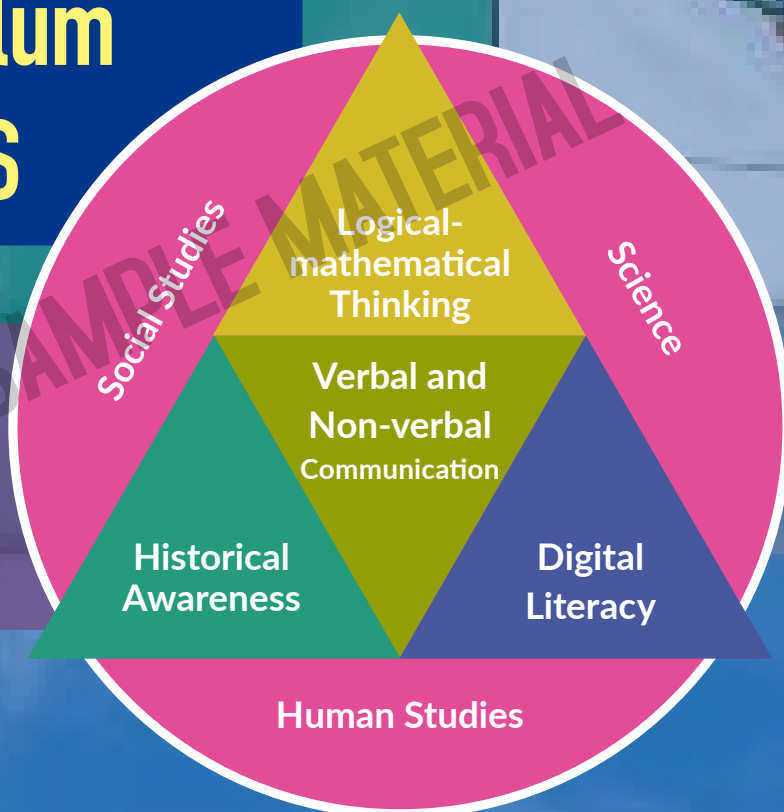 lum
S
SAMPLE MATERIAL
Social Studies
Science
Logical-
mathematical
Thinking
Verbal and
Non-verbal
Communication
Historical
Awareness
Digital
Literacy
Human Studies